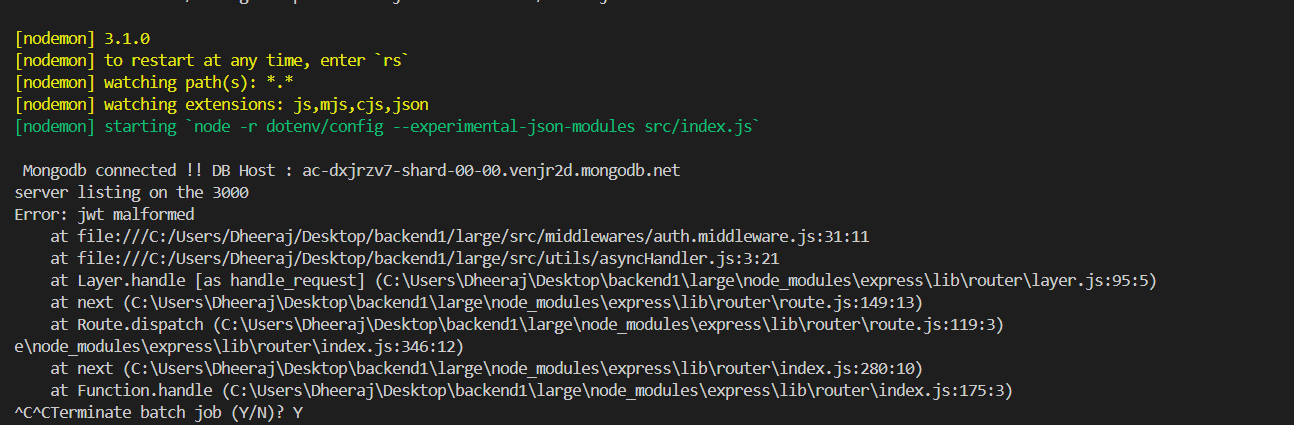 [nodemon] 3.1.0
[nodemon] to restart at any time, enter `rs`
[nodemon] watching path(s): *.*
[nodemon] watching extensions: js,mjs,cjs,json
[nodemon] starting `node -r dotenv/config --experimental-json-modules src/index.js`
Mongodb connected !! DB Host : ac-dxjrzv7-shard-00-00.venjr2d.mongodb.net
server listing on the 3000
Error: jwt malformed
at file:///C:/Users/Dheeraj/Desktop/backend1/large/src/middlewares/auth.middleware.js:31:11
at file:///C:/Users/Dheeraj/Desktop/backend1/large/src/utils/asyncHandler.js:3:21
at Layer.handle [as handle_request] (C:\Users\Dheeraj\Desktop\backend1\large\node_modules\express\lib\router\layer.js:95:5)
at next (C:\Users\Dheeraj\Desktop\backend1\large\node_modules\express\lib\router\route.js:149:13)
at Route.dispatch (C:\Users\Dheeraj\Desktop\backend1\large\node_modules\express\lib\router\route.js:119:3)
e\node_modules\express\lib\router\index.js:346:12)
at next (C:\Users\Dheeraj\Desktop\backend1\large\node_modules\express\lib\router\index.js:280:10)
at Function.handle (C:\Users\Dheeraj\Desktop\backend1\large\node_modules\express\lib\router\index.js:175:3)
^C^CTerminate batch job (Y/N)? Y